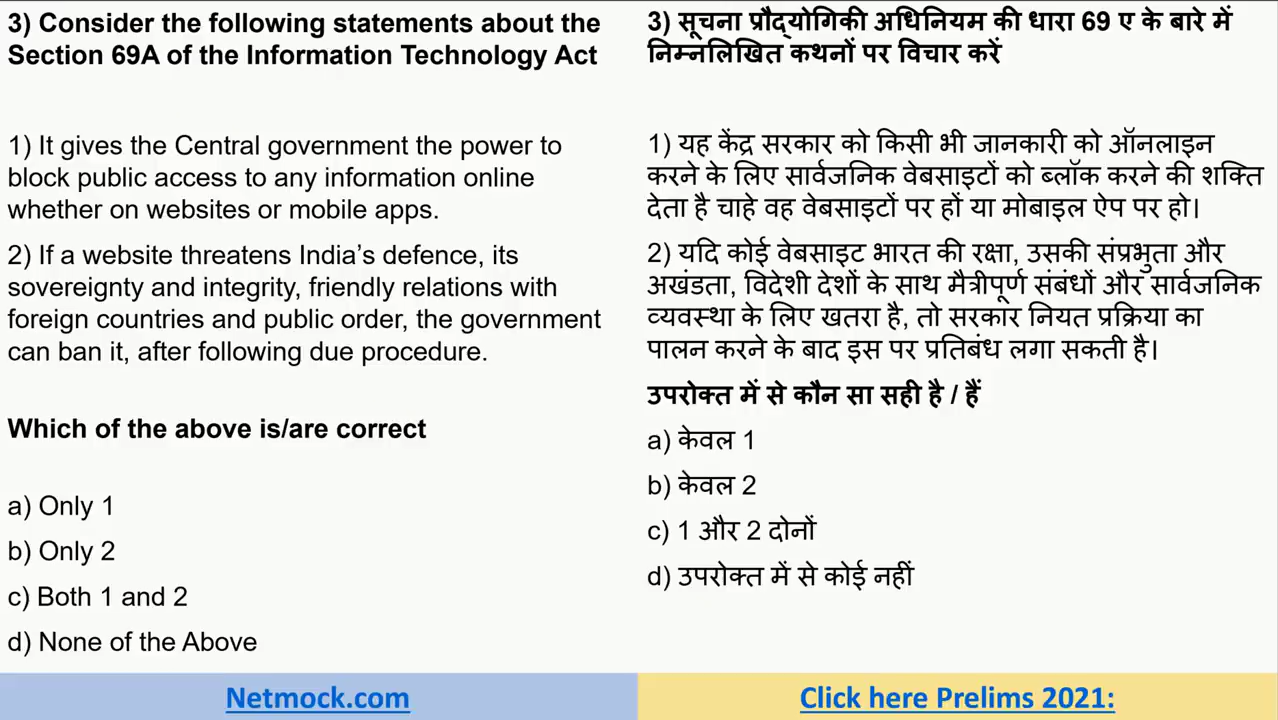 3) Consider the following statements about the
Section 69A of the Information Technology Act
1) It gives the Central government the power to
block public access to any information online
whether on websites or mobile apps.
2) If a website threatens India’s defence, its
sovereignty and integrity, friendly relations with
foreign countries and public order, the government
can ban it, after following due procedure.
Which of the above is/are correct
a) Only 1
b) Only 2
c) Both 1 and 2
d) None of the Above
Netmock.com
3) सूचना प्रौद्योगिकी अधिनियम की धारा 69 ए के बारे में
निम्नलिखित कथनों पर विचार करें
1) यह केंद्र सरकार को किसी भी जानकारी को ऑनलाइन
करने के लिए सार्वजनिक वेबसाइटों को ब्लॉक करने की शक्ति
देता है चाहे वह वेबसाइटों पर हों या मोबाइल ऐप पर हो।
2) यदि कोई वेबसाइट भारत की रक्षा, उसकी संप्रभुता और
अखंडता, विदेशी देशों के साथ मैत्रीपूर्ण संबंधों और सार्वजनिक
व्यवस्था के लिए खतरा है, तो सरकार नियत प्रक्रिया का
पालन करने के बाद इस पर प्रतिबंध लगा सकती है।
उपरोक्त में से कौन सा सही है / हैं
a) केवल 1
b) केवल 2
c) 1 और 2 दोनों
d) उपरोक्त में से कोई नहीं
Click here Prelims 2021: